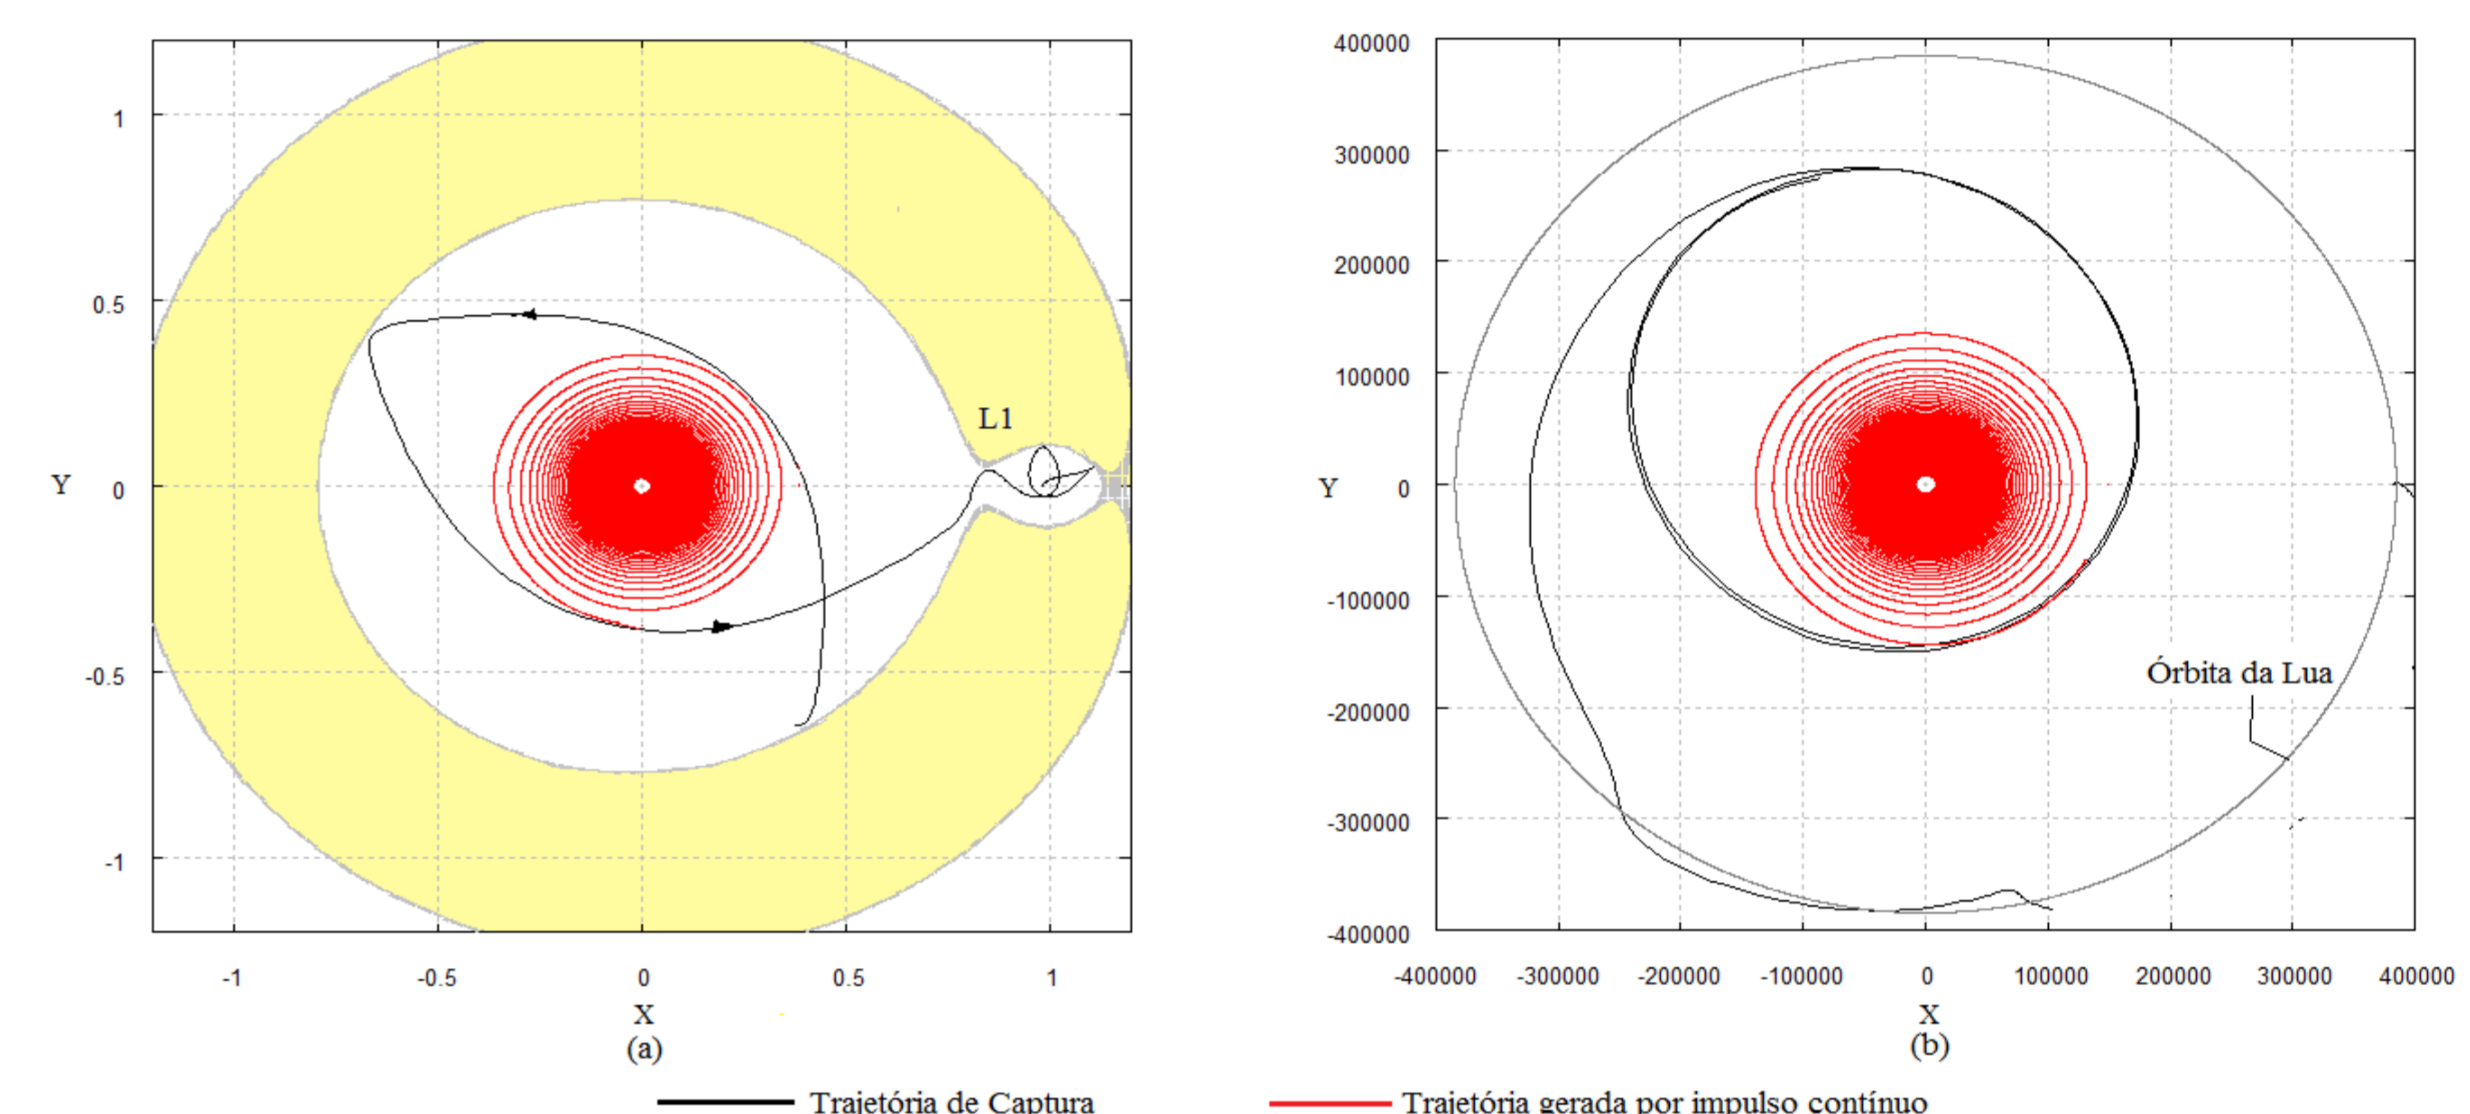 1
0.5
0
-0.5
-1
Y
L1
-1
-0.5
0
0.5
1
X
(a)
400000
300000
200000
100000
0
-100000
-200000
-300000
-400000
Y
Órbita da Lua
-400000
-300000
-200000
-100000
0
100000
200000
300000
400000
X
(b)
Trajetória de Captura
Trajetória gerada por impulso contínuo